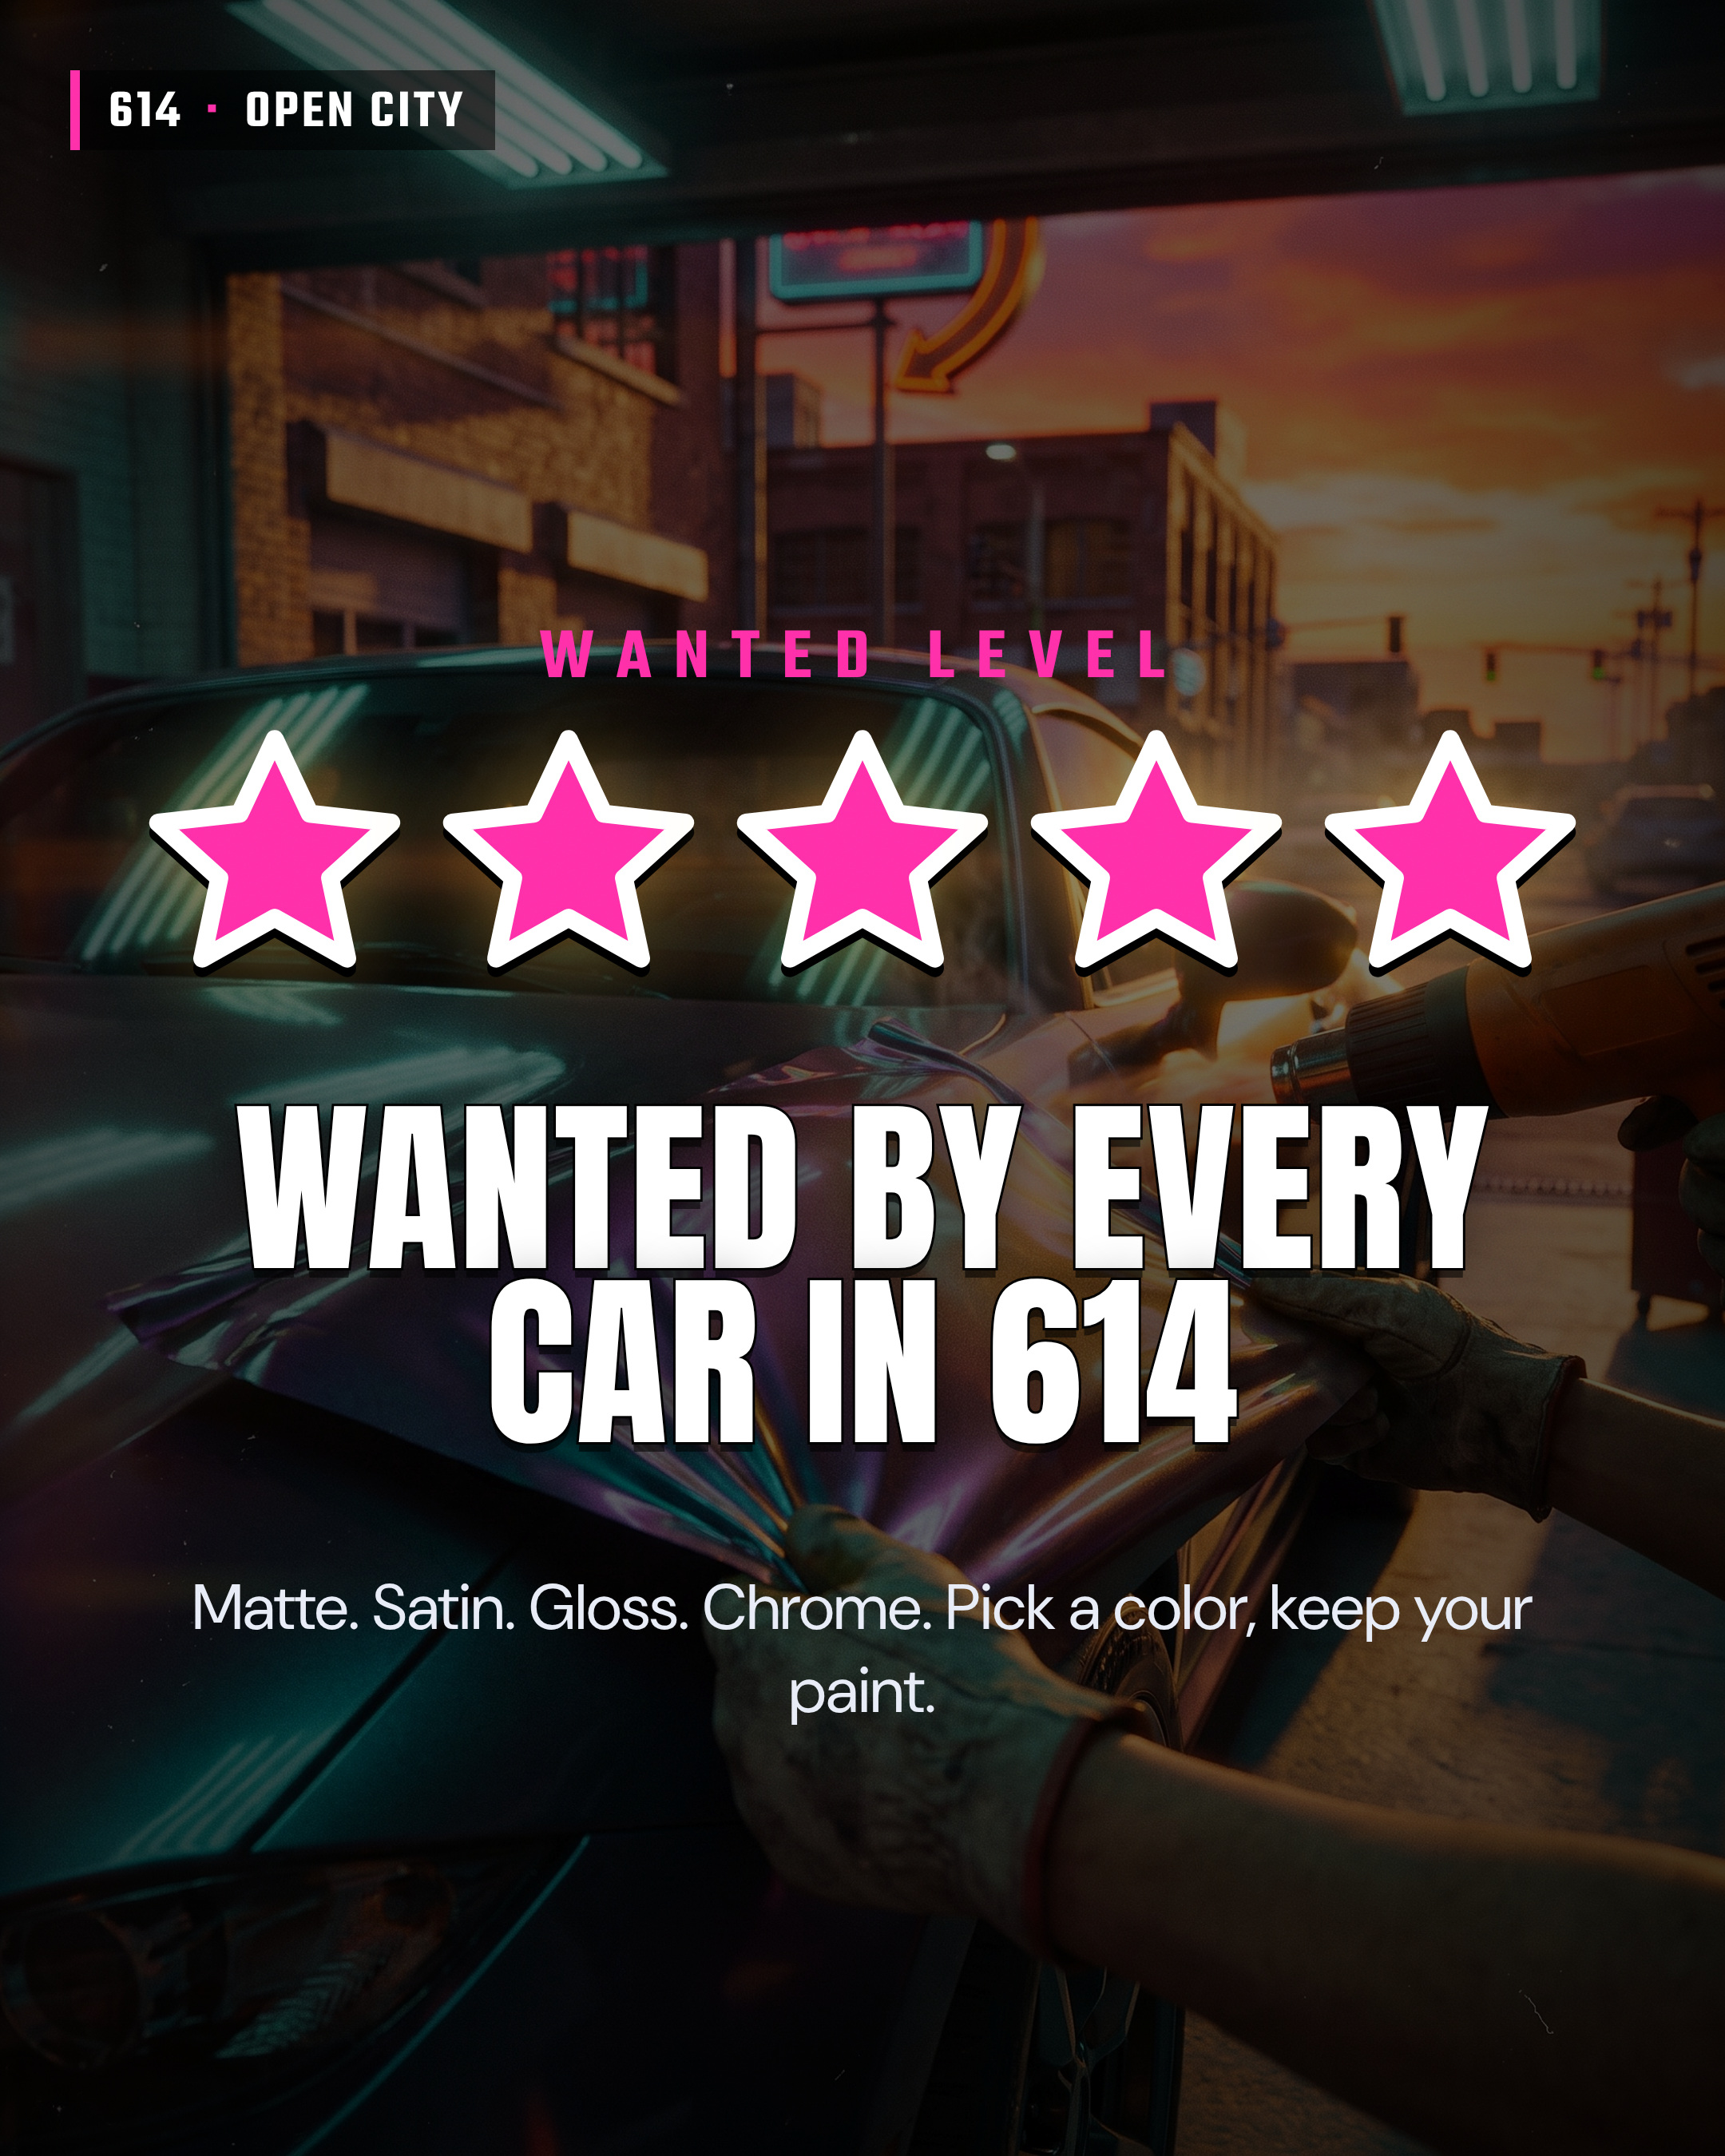 614 · OPEN CITY
WANTED LEVEL
WANTED BY EVERY
CAR IN 614
Matte. Satin. Gloss. Chrome. Pick a color, keep your
paint.